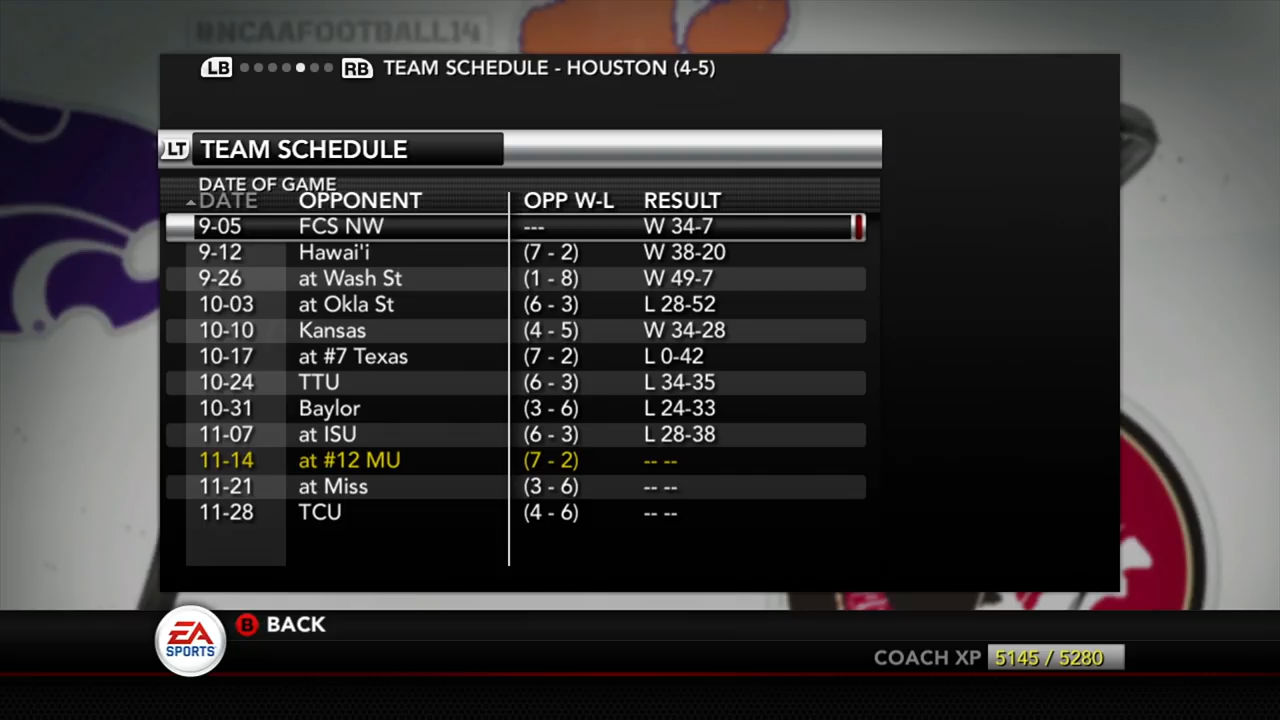 #NCAAFOOTBALL14
LB RB TEAM SCHEDULE - HOUSTON (4-5)
LT TEAM SCHEDULE
DATE OF GAME
DATE OPPONENT OPP W-L RESULT
9-05 FCS NW --- W 34-7
9-12 Hawai'i (7 - 2) W 38-20
9-26 at Wash St (1 - 8) W 49-7
10-03 at Okla St (6 - 3) L 28-52
10-10 Kansas (4 - 5) W 34-28
10-17 at #7 Texas (7 - 2) L 0-42
10-24 TTU (6 - 3) L 34-35
10-31 Baylor (3 - 6) L 24-33
11-07 at ISU (6 - 3) L 28-38
11-14 at #12 MU (7 - 2) -- --
11-21 at Miss (3 - 6) -- --
11-28 TCU (4 - 6) -- --
EA SPORTS B BACK
COACH XP 5145 / 5280